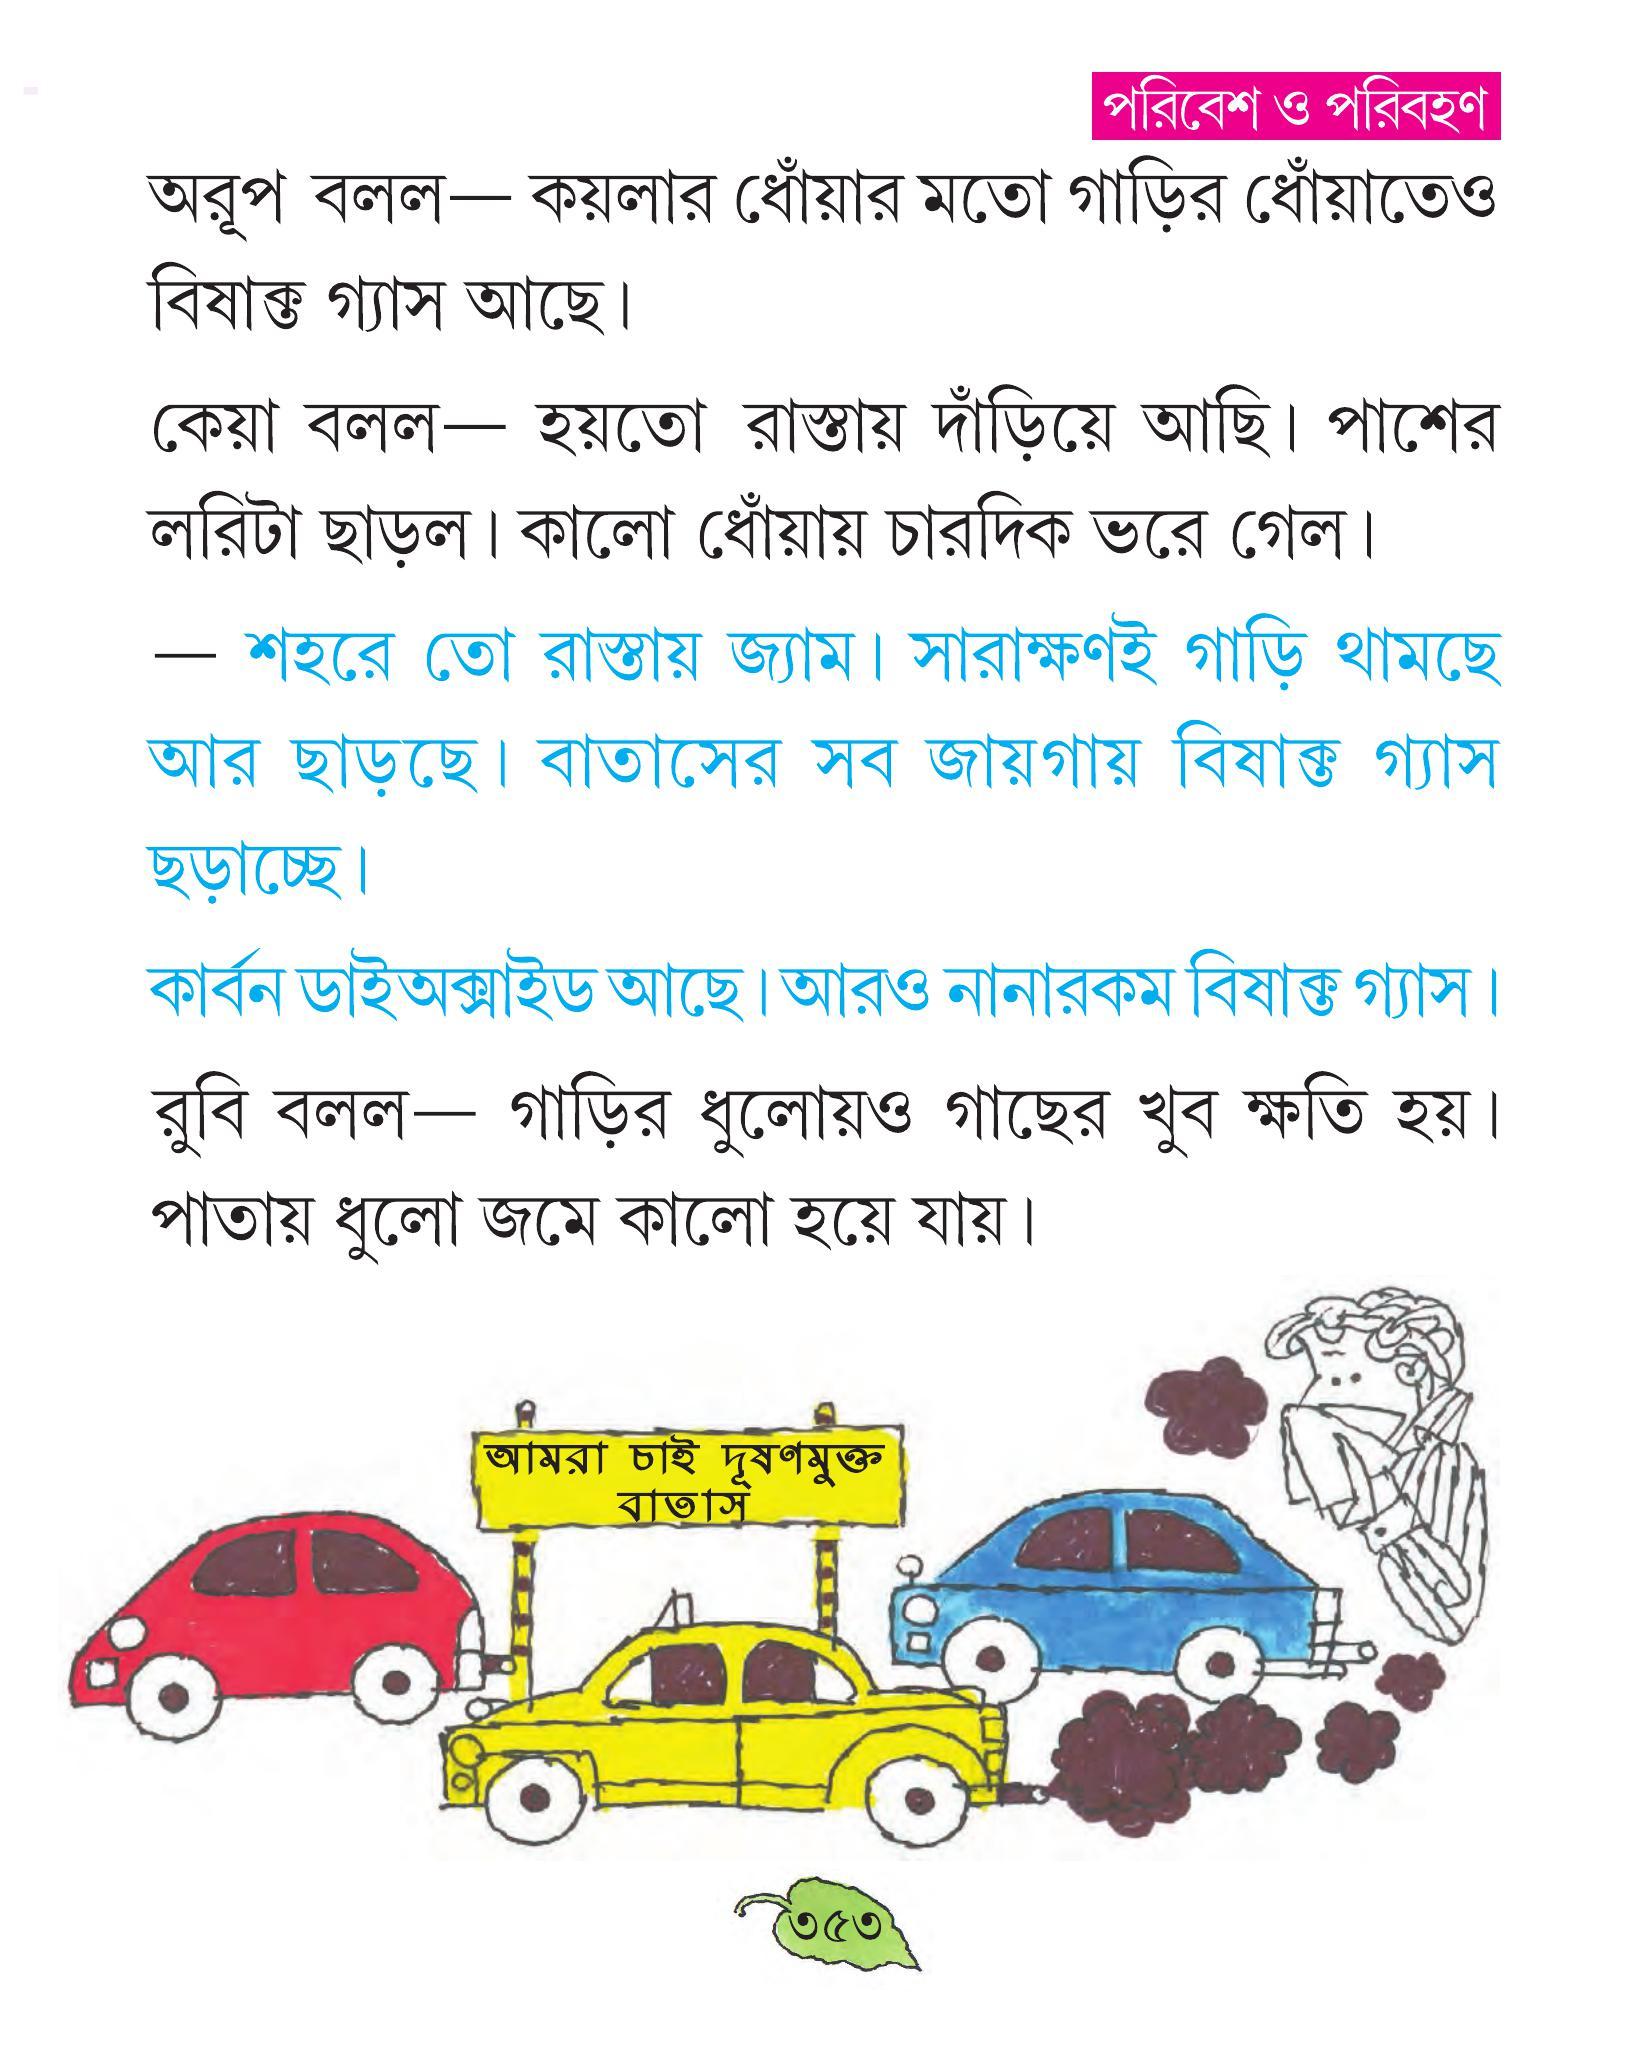 পরিবেশ ও পরিবহণ
অরূপ বলল— কয়লার ধোঁয়ার মতো গাড়ির ধোঁয়াতেও
বিষাক্ত গ্যাস আছে।
কেয়া বলল— হয়তো রাস্তায় দাঁড়িয়ে আছি। পাশের
লরিটা ছাড়ল। কালো ধোঁয়ায় চারদিক ভরে গেল।
— শহরে তো রাস্তায় জ্যাম। সারাক্ষণই গাড়ি থামছে
আর ছাড়ছে। বাতাসের সব জায়গায় বিষাক্ত গ্যাস
ছড়াচ্ছে।
কার্বন ডাইঅক্সাইড আছে। আরও নানারকম বিষাক্ত গ্যাস।
রুবি বলল— গাড়ির ধুলোয়ও গাছের খুব ক্ষতি হয়।
পাতায় ধুলো জমে কালো হয়ে যায়।
আমরা চাই দূষণমুক্ত
বাতাস
৩৫৩